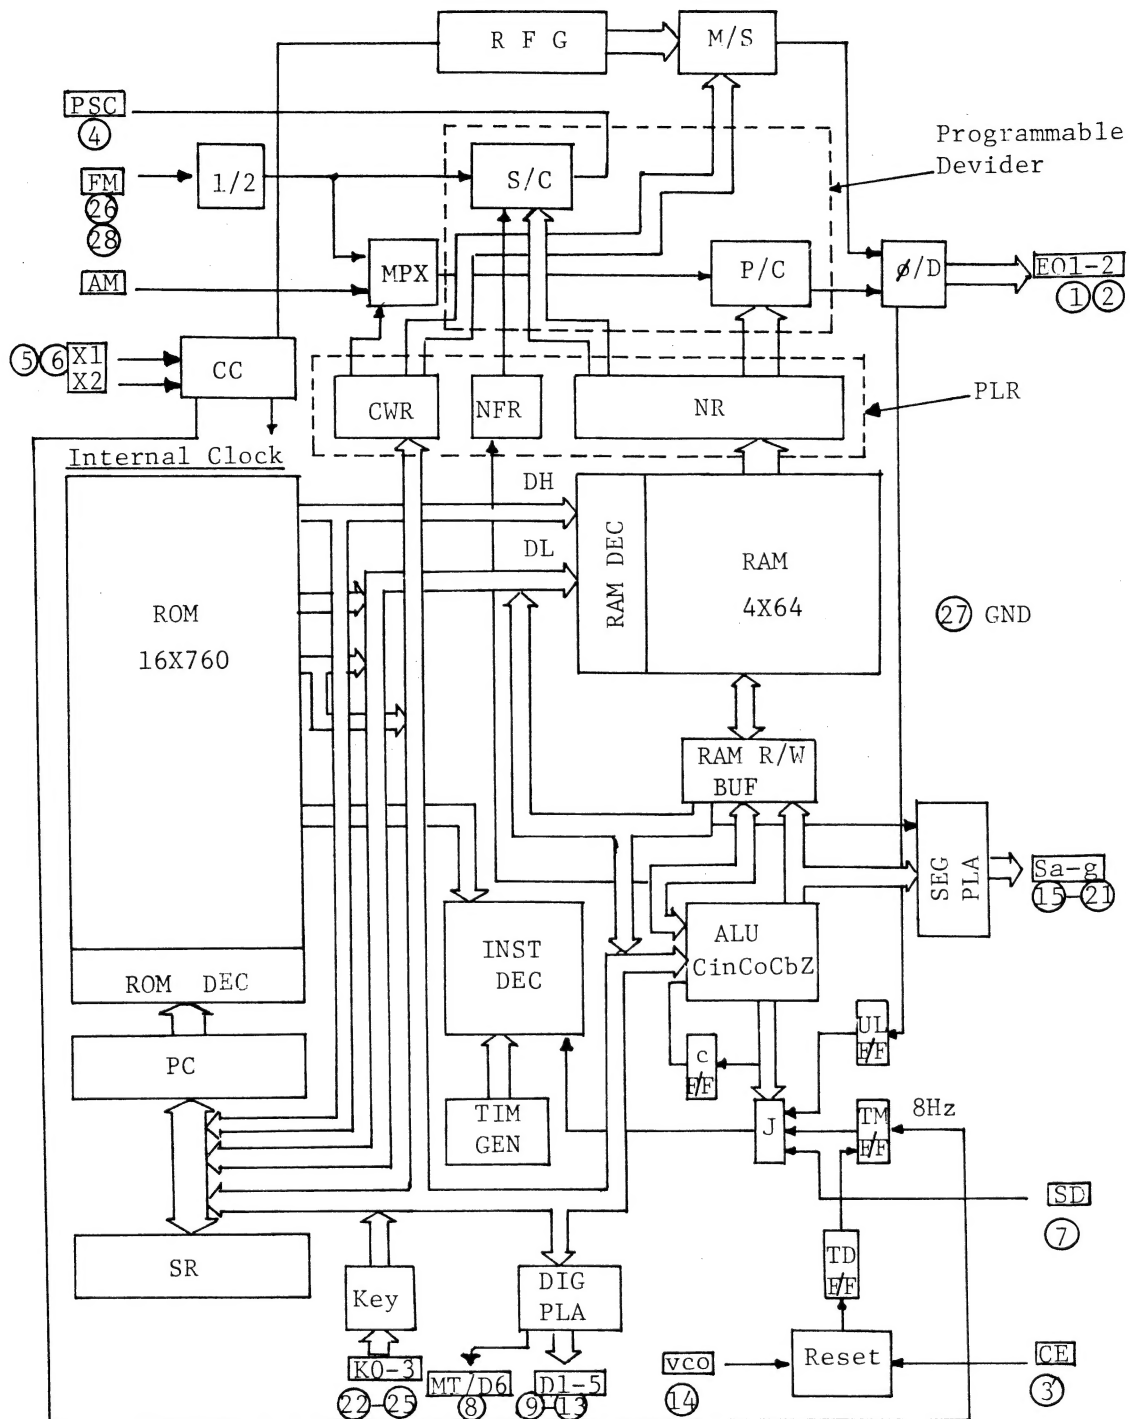 R F G
M/S
PSC
4
Programmable
Devider
FM
26
28
1/2
S/C
AM
MPX
P/C
ø/D
EO1-2
1 2
5 6 X1
X2
CC
CWR
NFR
NR
PLR
Internal Clock
DH
DL
ROM
16X760
RAM DEC
RAM
4X64
27 GND
RAM R/W
BUF
SEG
PLA
Sa-g
15-21
INST
DEC
ALU
CinCoCbZ
ROM DEC
PC
UL
F/F
c
F/F
TIM
GEN
J
TM
F/F
8Hz
SD
7
SR
Key
DIG
PLA
TD
F/F
K0-3
22-25
MT/D6
8
D1-5
9-13
vco
14
Reset
CE
3